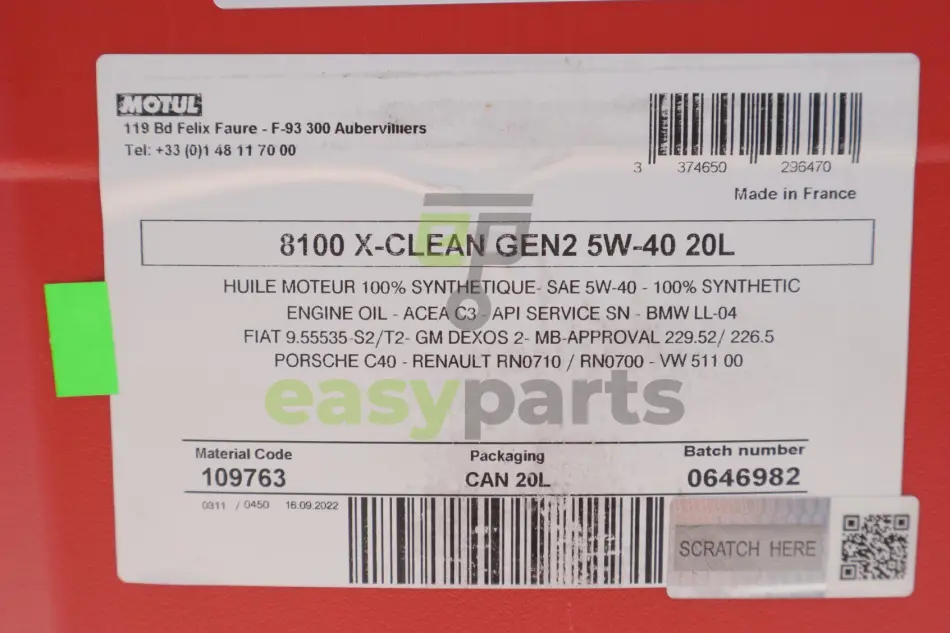 MOTUL
119 Bd Felix Faure - F-93 300 Aubervilliers
Tel: +33 (0)1 48 11 70 00
3 374650 296470
Made in France
8100 X-CLEAN GEN2 5W-40 20L
HUILE MOTEUR 100% SYNTHETIQUE- SAE 5W-40 - 100% SYNTHETIC
ENGINE OIL - ACEA C3 - API SERVICE SN - BMW LL-04
FIAT 9.55535-S2/T2- GM DEXOS 2- MB-APPROVAL 229.52/ 226.5
PORSCHE C40 - RENAULT RN0710 / RN0700 - VW 511 00
easyparts
Material Code
109763
Packaging
CAN 20L
Batch number
0646982
0311 / 0450 16.09.2022
SCRATCH HERE